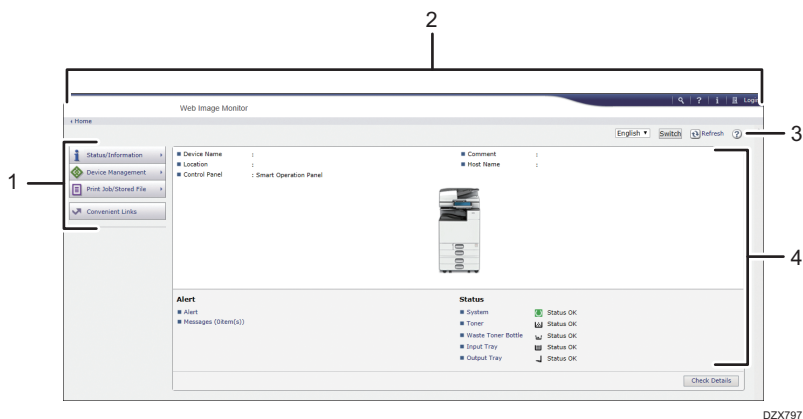 2
Web Image Monitor
? i Login
‹ Home
English ▼ Switch Refresh ?
3
1
Status/Information
Device Management
Print Job/Stored File
Convenient Links
Device Name :
Location :
Control Panel : Smart Operation Panel
Comment :
Host Name :
4
Alert
Alert
Messages (0item(s))
Status
System Status OK
Toner Status OK
Waste Toner Bottle Status OK
Input Tray Status OK
Output Tray Status OK
Check Details
DZX797